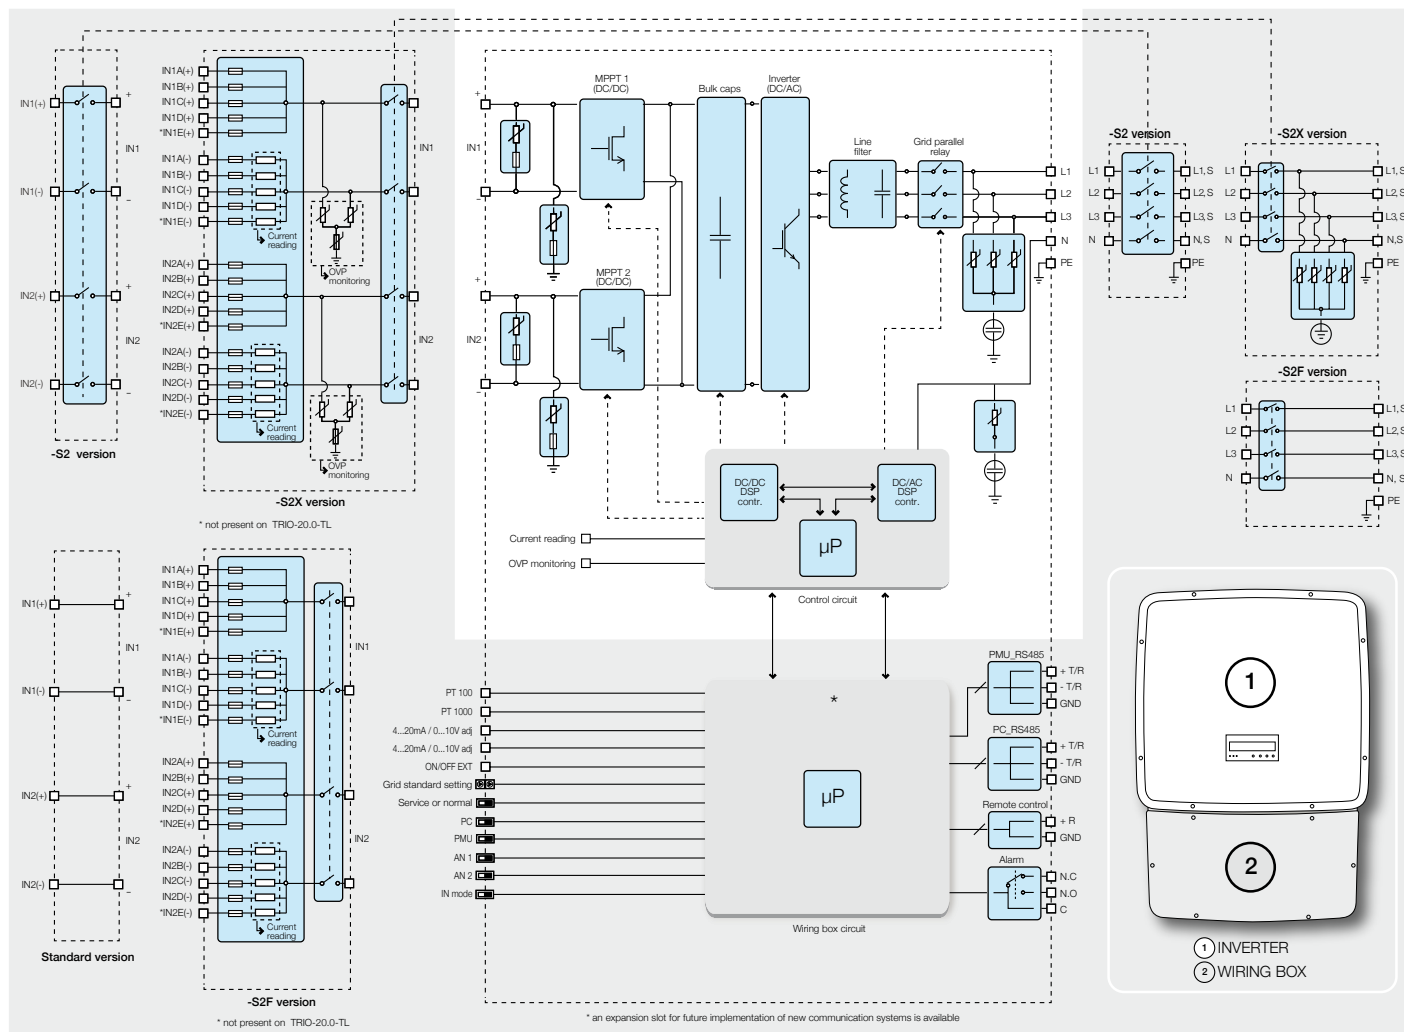 IN1(+)
+
IN1
IN1(-)
−
IN2(+)
+
IN2
IN2(-)
−
-S2 version
IN1A(+)
IN1B(+)
IN1C(+)
IN1D(+)
*IN1E(+)
IN1A(-)
IN1B(-)
IN1C(-)
IN1D(-)
*IN1E(-)
Current
reading
OVP
monitoring
IN2A(+)
IN2B(+)
IN2C(+)
IN2D(+)
*IN2E(+)
IN2A(-)
IN2B(-)
IN2C(-)
IN2D(-)
*IN2E(-)
Current
reading
OVP
monitoring
IN1
IN2
-S2X version
* not present on TRIO-20.0-TL
+
IN1
−
+
IN2
−
MPPT 1
(DC/DC)
MPPT 2
(DC/DC)
Bulk caps
Inverter
(DC/AC)
Line
filter
Grid parallel
relay
L1
L2
L3
N
PE
DC/DC
DSP
contr.
DC/AC
DSP
contr.
µP
Current reading
OVP monitoring
Control circuit
-S2 version
L1
L2
L3
N
L1, S
L2, S
L3, S
N, S
PE
-S2X version
L1
L2
L3
N
L1, S
L2, S
L3, S
N,S
PE
-S2F version
L1
L2
L3
N
L1, S
L2, S
L3, S
N, S
PE
IN1(+)
+
IN1
IN1(-)
−
IN2(+)
+
IN2
IN2(-)
−
Standard version
IN1A(+)
IN1B(+)
IN1C(+)
IN1D(+)
*IN1E(+)
IN1A(-)
IN1B(-)
IN1C(-)
IN1D(-)
*IN1E(-)
Current
reading
IN2A(+)
IN2B(+)
IN2C(+)
IN2D(+)
*IN2E(+)
IN2A(-)
IN2B(-)
IN2C(-)
IN2D(-)
*IN2E(-)
Current
reading
IN1
IN2
-S2F version
* not present on TRIO-20.0-TL
PT 100
PT 1000
4...20mA / 0...10V adj
4...20mA / 0...10V adj
ON/OFF EXT
Grid standard setting
Service or normal
PC
PMU
AN 1
AN 2
IN mode
*
µP
Wiring box circuit
PMU_RS485
+ T/R
- T/R
GND
PC_RS485
+ T/R
- T/R
GND
Remote control
+ R
GND
Alarm
N.C
N.O
C
* an expansion slot for future implementation of new communication systems is available
1
2
1 INVERTER
2 WIRING BOX